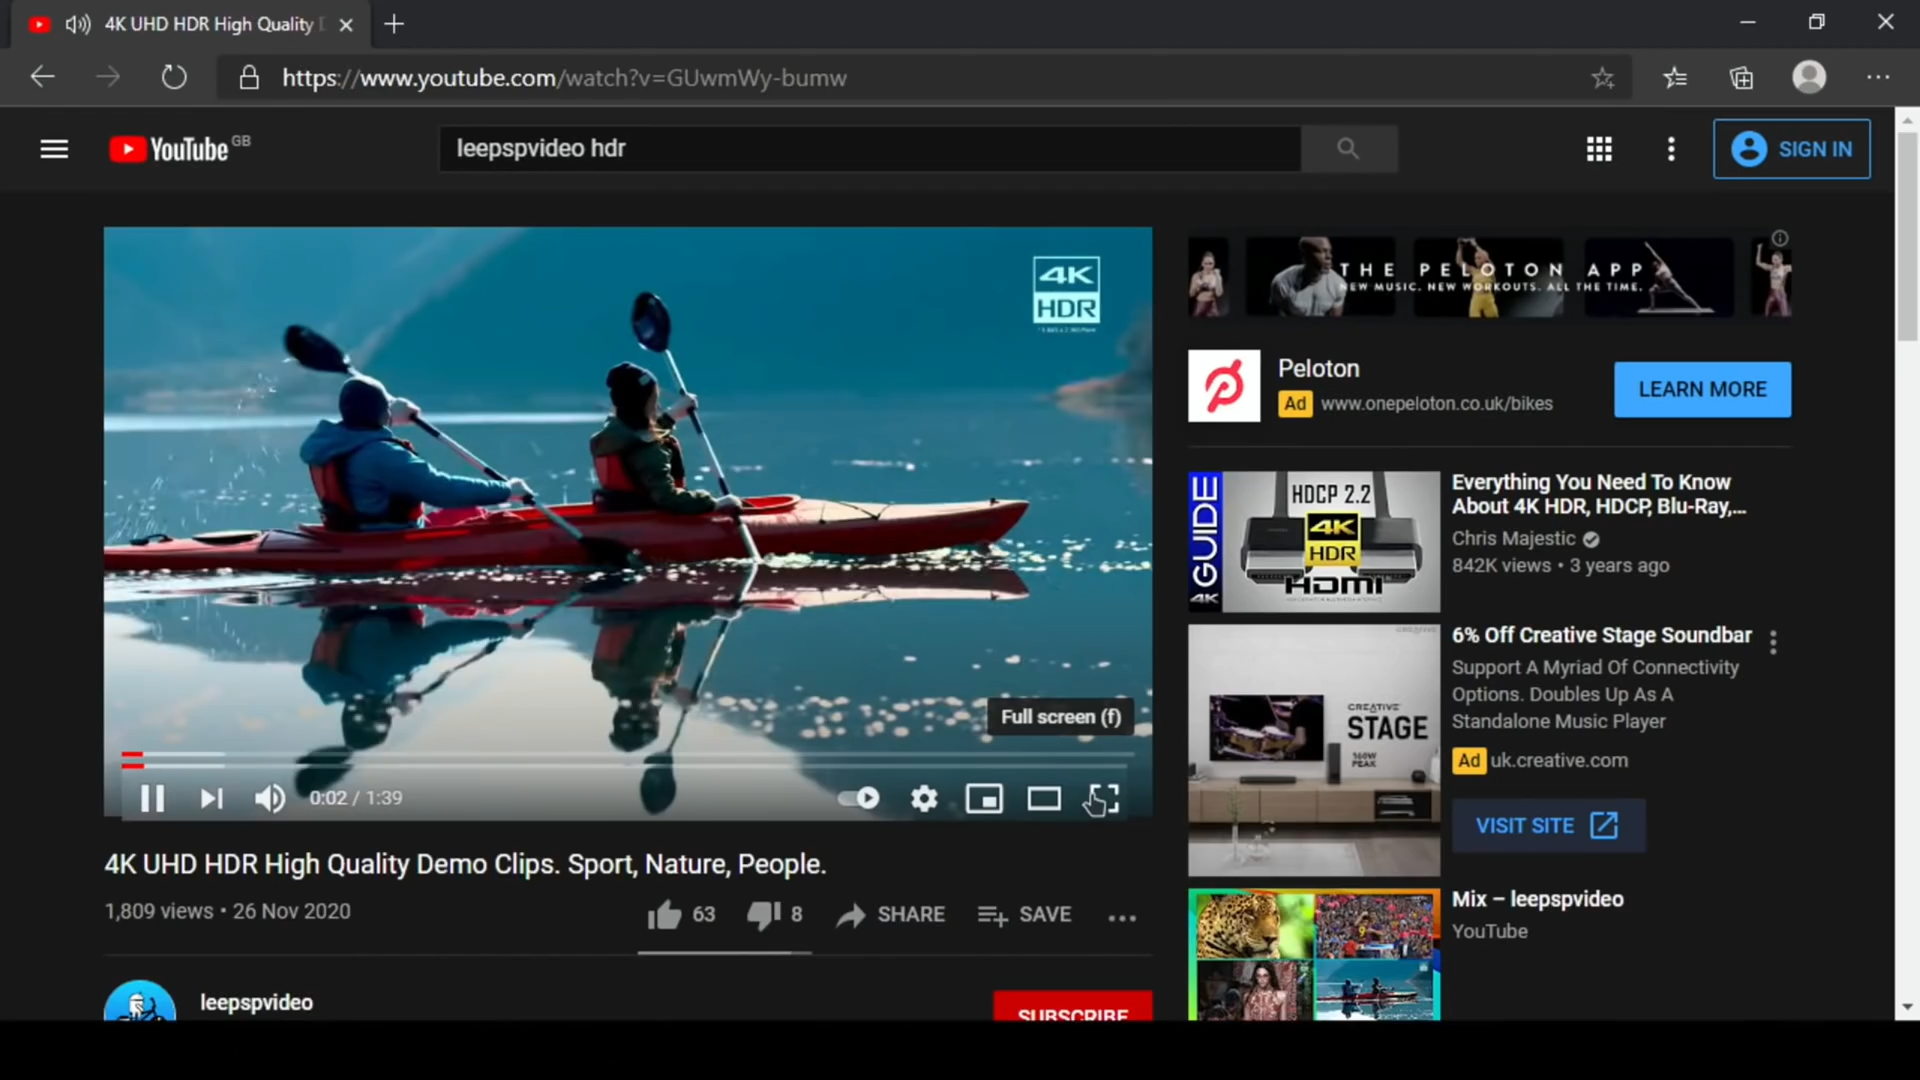 4K UHD HDR High Quality
https://www.youtube.com/watch?v=GUwmWy-bumw
YouTube GB
leepspvideo hdr
SIGN IN
4K
HDR
Full screen (f)
0:02 / 1:39
4K UHD HDR High Quality Demo Clips. Sport, Nature, People.
1,809 views • 26 Nov 2020
63
8
SHARE
SAVE
leepspvideo
SUBSCRIBE
THE PELOTON APP
NEW MUSIC. NEW WORKOUTS. ALL THE TIME.
Peloton
Ad www.onepeloton.co.uk/bikes
LEARN MORE
4K GUIDE
HDCP 2.2
4K
HDR
HDMI
Everything You Need To Know
About 4K HDR, HDCP, Blu-Ray,...
Chris Majestic
842K views • 3 years ago
CREATIVE
CREATIVE
STAGE
160W
PEAK
6% Off Creative Stage Soundbar
Support A Myriad Of Connectivity
Options. Doubles Up As A
Standalone Music Player
Ad uk.creative.com
VISIT SITE
Mix – leepspvideo
YouTube